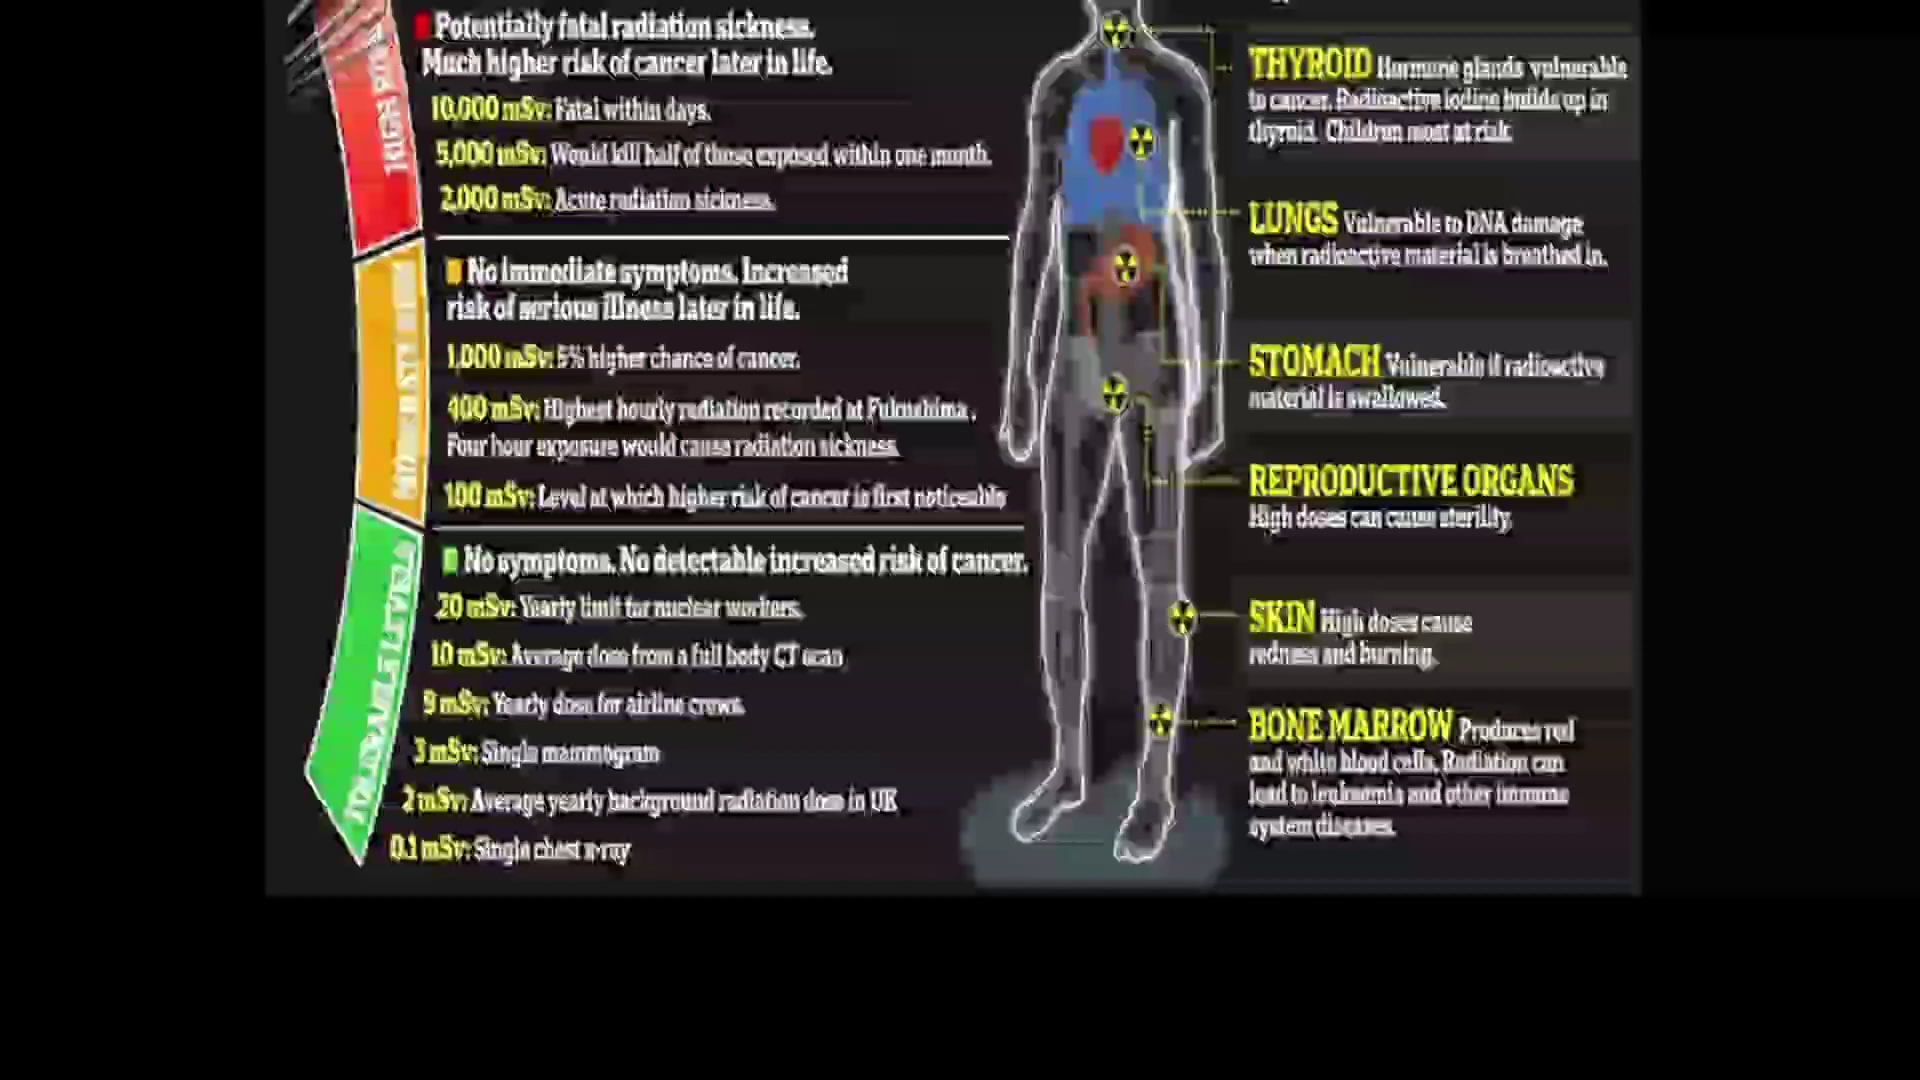 Potentially fatal radiation sickness.
Much higher risk of cancer later in life.
10,000 mSv: Fatal within days.
5,000 mSv: Would kill half of those exposed within one month.
2,000 mSv: Acute radiation sickness.
No immediate symptoms. Increased
risk of serious illness later in life.
1,000 mSv: 5% higher chance of cancer.
400 mSv: Highest hourly radiation recorded at Fukushima.
Four hour exposure would cause radiation sickness.
100 mSv: Level at which higher risk of cancer is first noticeable
No symptoms. No detectable increased risk of cancer.
20 mSv: Yearly limit for nuclear workers.
10 mSv: Average dose from a full body CT scan
9 mSv: Yearly dose for airline crews.
3 mSv: Single mammogram
2 mSv: Average yearly background radiation dose in UK
0.1 mSv: Single chest x-ray
THYROID Hormone glands vulnerable
to cancer. Radioactive iodine builds up in
thyroid. Children most at risk.
LUNGS Vulnerable to DNA damage
when radioactive material is breathed in.
STOMACH Vulnerable if radioactive
material is swallowed.
REPRODUCTIVE ORGANS
High doses can cause sterility.
SKIN High doses cause
redness and burning.
BONE MARROW Produces red
and white blood cells. Radiation can
lead to leukaemia and other immune
system diseases.